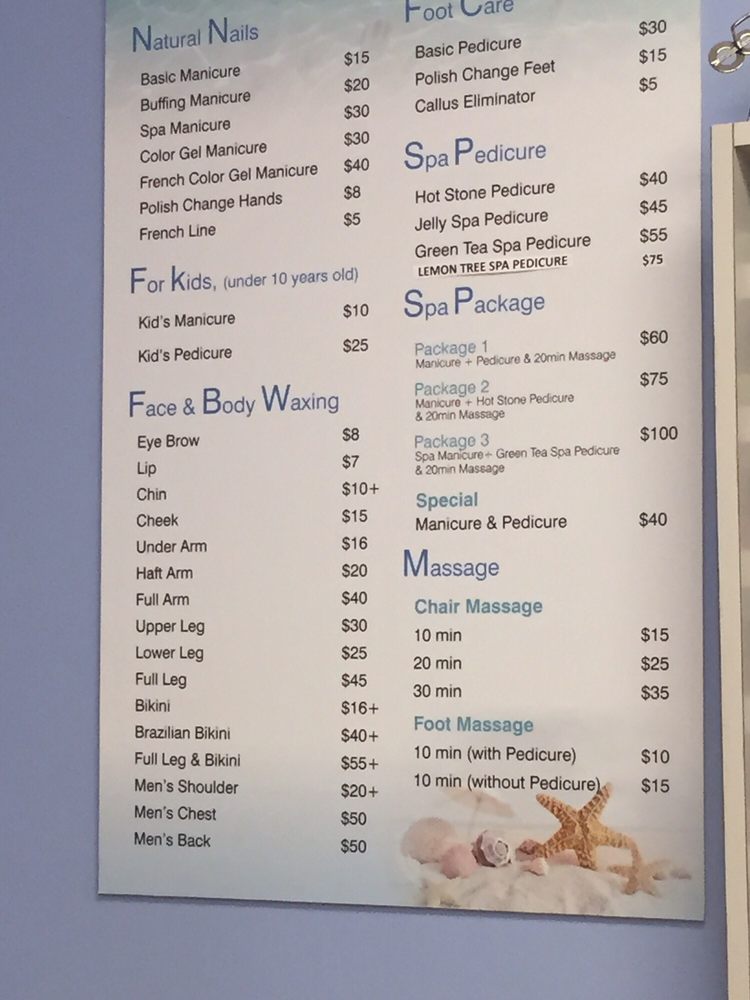 Natural Nails
Basic Manicure $15
Buffing Manicure $20
Spa Manicure $30
Color Gel Manicure $30
French Color Gel Manicure $40
Polish Change Hands $8
French Line $5
For Kids, (under 10 years old)
Kid's Manicure $10
Kid's Pedicure $25
Face & Body Waxing
Eye Brow $8
Lip $7
Chin $10+
Cheek $15
Under Arm $16
Haft Arm $20
Full Arm $40
Upper Leg $30
Lower Leg $25
Full Leg $45
Bikini $16+
Brazilian Bikini $40+
Full Leg & Bikini $55+
Men's Shoulder $20+
Men's Chest $50
Men's Back $50
Foot Care
Basic Pedicure $30
Polish Change Feet $15
Callus Eliminator $5
Spa Pedicure
Hot Stone Pedicure $40
Jelly Spa Pedicure $45
Green Tea Spa Pedicure $55
LEMON TREE SPA PEDICURE $75
Spa Package
Package 1 $60
Manicure + Pedicure & 20min Massage
Package 2 $75
Manicure + Hot Stone Pedicure
& 20min Massage
Package 3 $100
Spa Manicure+ Green Tea Spa Pedicure
& 20min Massage
Special
Manicure & Pedicure $40
Massage
Chair Massage
10 min $15
20 min $25
30 min $35
Foot Massage
10 min (with Pedicure) $10
10 min (without Pedicure) $15